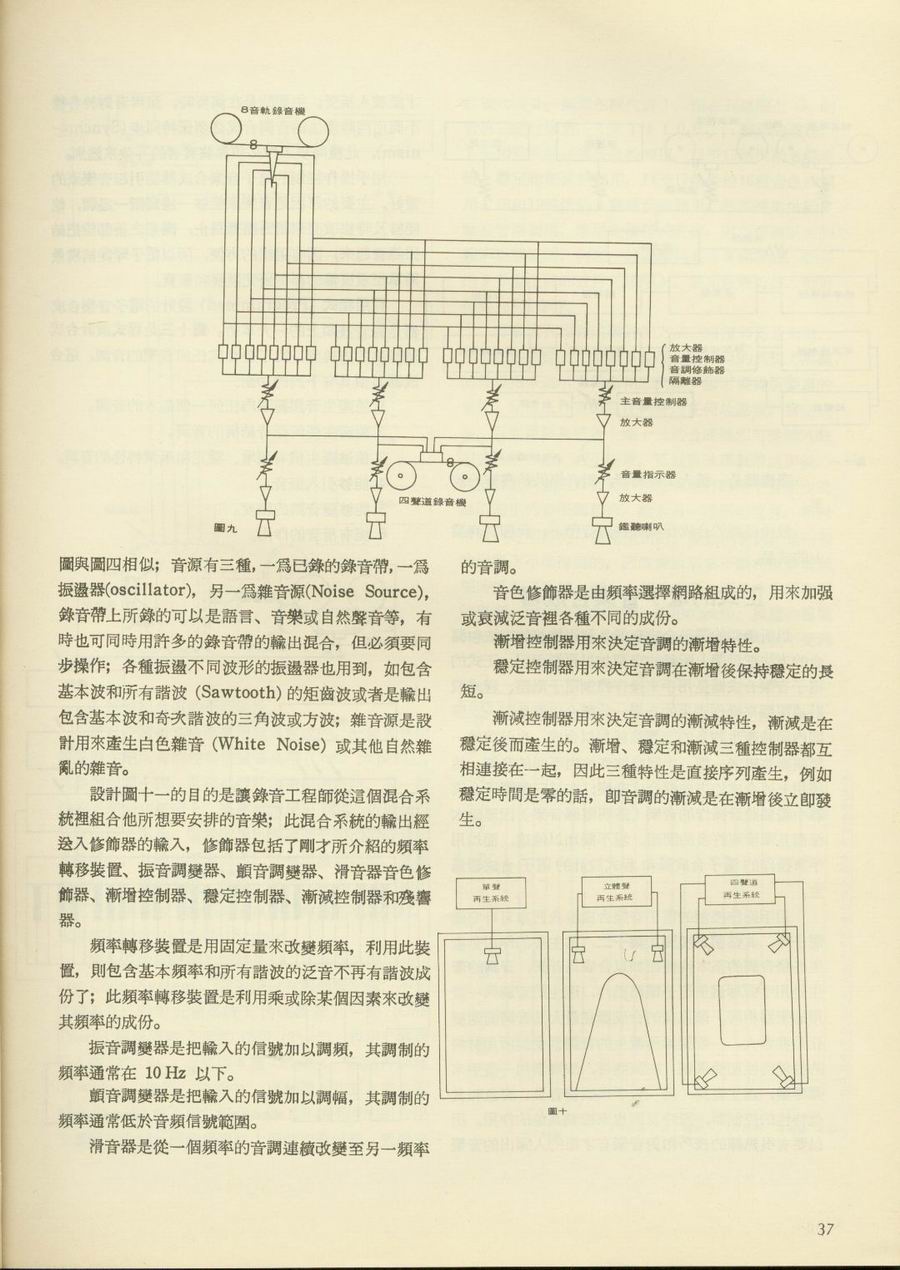 8音軌錄音機
8
放大器
音量控制器
音調修飾器
隔離器
主音量控制器
放大器
8
四聲道錄音機
音量指示器
放大器
鑑聽喇叭
圖九
圖與圖四相似；音源有三種，一爲已錄的錄音帶，一爲
振盪器(oscillator)，另一爲雜音源(Noise Source)，
錄音帶上所錄的可以是語言、音樂或自然聲音等，有
時也可同時用許多的錄音帶的輸出混合，但必須要同
步操作；各種振盪不同波形的振盪器也用到，如包含
基本波和所有諧波 (Sawtooth) 的矩齒波或者是輸出
包含基本波和奇次諧波的三角波或方波；雜音源是設
計用來產生白色雜音 (White Noise) 或其他自然雜
亂的雜音。
設計圖十一的目的是讓錄音工程師從這個混合系
統裡組合他所想要安排的音樂；此混合系統的輸出經
送入修飾器的輸入，修飾器包括了剛才所介紹的頻率
轉移裝置、振音調變器、顫音調變器、滑音器音色修
飾器、漸增控制器、穩定控制器、漸減控制器和殘響
器。
頻率轉移裝置是用固定量來改變頻率，利用此裝
置，則包含基本頻率和所有諧波的泛音不再有諧波成
份了；此頻率轉移裝置是利用乘或除某個因素來改變
其頻率的成份。
振音調變器是把輸入的信號加以調頻，其調制的
頻率通常在 10 Hz 以下。
顫音調變器是把輸入的信號加以調幅，其調制的
頻率通常低於音頻信號範圍。
滑音器是從一個頻率的音調連續改變至另一頻率
的音調。
音色修飾器是由頻率選擇網路組成的，用來加强
或衰減泛音裡各種不同的成份。
漸增控制器用來決定音調的漸增特性。
穩定控制器用來決定音調在漸增後保持穩定的長
短。
漸減控制器用來決定音調的漸減特性，漸減是在
穩定後而產生的。漸增、穩定和漸減三種控制器都互
相連接在一起，因此三種特性是直接序列產生，例如
穩定時間是零的話，卽音調的漸減是在漸增後立卽發
生。
單聲
再生系統
立體聲
再生系統
四聲道
再生系統
圖十
37